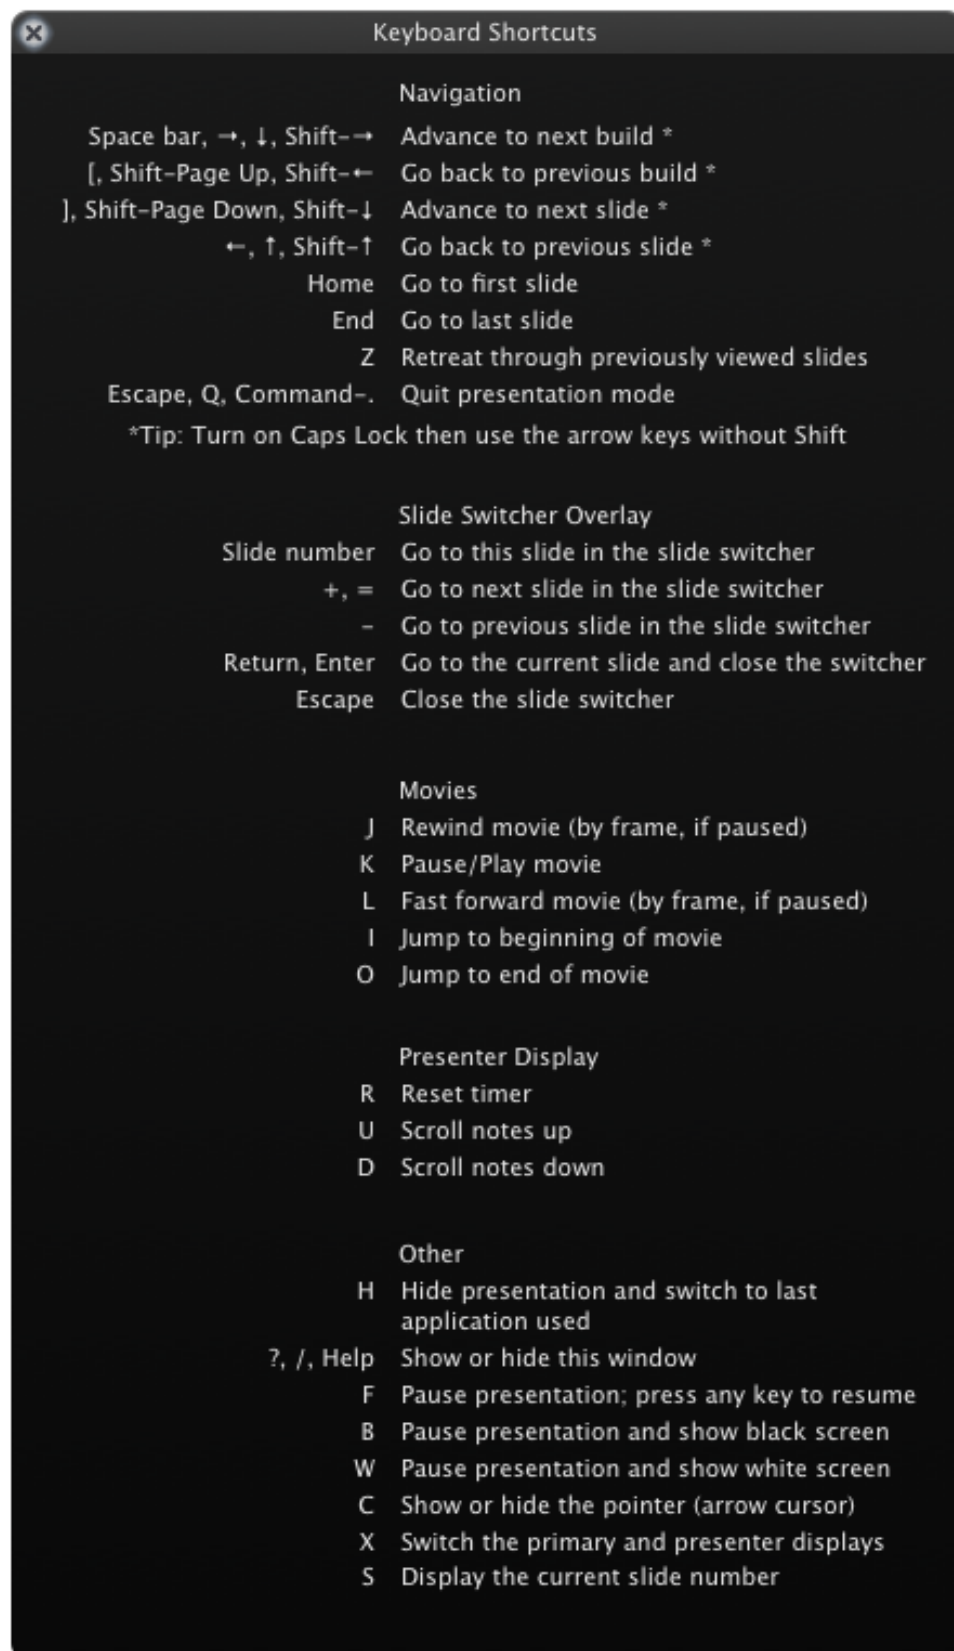 Keyboard Shortcuts
Navigation
Space bar, →, ↓, Shift-→ Advance to next build *
[, Shift-Page Up, Shift-← Go back to previous build *
], Shift-Page Down, Shift-↓ Advance to next slide *
←, ↑, Shift-↑ Go back to previous slide *
Home Go to first slide
End Go to last slide
Z Retreat through previously viewed slides
Escape, Q, Command-. Quit presentation mode
*Tip: Turn on Caps Lock then use the arrow keys without Shift
Slide Switcher Overlay
Slide number Go to this slide in the slide switcher
+, = Go to next slide in the slide switcher
- Go to previous slide in the slide switcher
Return, Enter Go to the current slide and close the switcher
Escape Close the slide switcher
Movies
J Rewind movie (by frame, if paused)
K Pause/Play movie
L Fast forward movie (by frame, if paused)
I Jump to beginning of movie
O Jump to end of movie
Presenter Display
R Reset timer
U Scroll notes up
D Scroll notes down
Other
H Hide presentation and switch to last
application used
?, /, Help Show or hide this window
F Pause presentation; press any key to resume
B Pause presentation and show black screen
W Pause presentation and show white screen
C Show or hide the pointer (arrow cursor)
X Switch the primary and presenter displays
S Display the current slide number